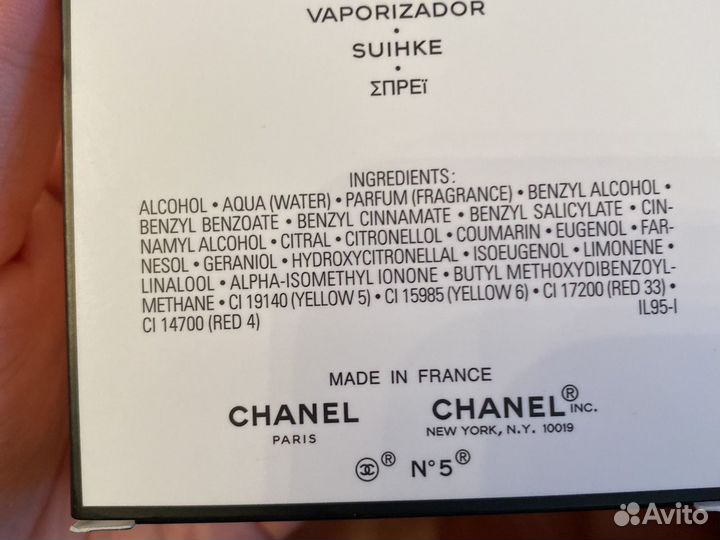 VAPORIZADOR
•
SUIHKE
•
ΣΠΡΕϊ
INGREDIENTS:
ALCOHOL • AQUA (WATER) • PARFUM (FRAGRANCE) • BENZYL ALCOHOL •
BENZYL BENZOATE • BENZYL CINNAMATE • BENZYL SALICYLATE • CIN-
NAMYL ALCOHOL • CITRAL • CITRONELLOL • COUMARIN • EUGENOL • FAR-
NESOL • GERANIOL • HYDROXYCITRONELLAL • ISOEUGENOL • LIMONENE •
LINALOOL • ALPHA-ISOMETHYL IONONE • BUTYL METHOXYDIBENZOYL-
METHANE • CI 19140 (YELLOW 5) • CI 15985 (YELLOW 6) • CI 17200 (RED 33) •
CI 14700 (RED 4) IL95-I
MADE IN FRANCE
CHANEL CHANEL® INC.
PARIS NEW YORK, N.Y. 10019
® N°5®
Avito